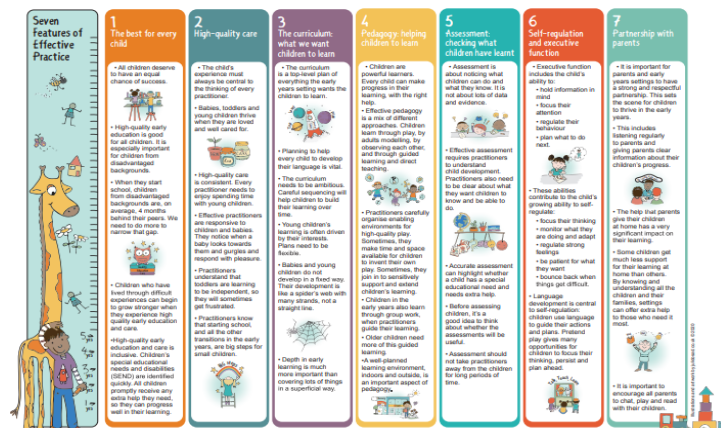 Seven
Features of
Effective
Practice
1
The best for every
child
• All children deserve
to have an equal
chance of success.
• High-quality early
education is good
for all children. It is
especially important
for children from
disadvantaged
backgrounds.
• When they start
school, children
from disadvantaged
backgrounds are, on
average, 4 months
behind their peers. We
need to do more to
narrow that gap.
• Children who have
lived through difficult
experiences can begin
to grow stronger when
they experience high
quality early education
and care.
•High-quality early
education and care is
inclusive. Children's
special educational
needs and disabilities
(SEND) are identified
quickly. All children
promptly receive any
extra help they need,
so they can progress
well in their learning.
2
High-quality care
• The child's
experience must
always be central to
the thinking of every
practitioner.
• Babies, toddlers and
young children thrive
when they are loved
and well cared for.
• High-quality care
is consistent. Every
practitioner needs to
enjoy spending time
with young children.
• Effective practitioners
are responsive to
children and babies.
They notice when a
baby looks towards
them and gurgles and
respond with pleasure.
• Practitioners
understand that
toddlers are learning
to be independent, so
they will sometimes
get frustrated.
• Practitioners know
that starting school,
and all the other
transitions in the early
years, are big steps for
small children.
3
The curriculum:
what we want
children to learn
• The curriculum
is a top-level plan of
everything the early
years setting wants the
children to learn.
• Planning to help
every child to develop
their language is vital.
• The curriculum
needs to be ambitious.
Careful sequencing will
help children to build
their learning over
time.
• Young children's
learning is often driven
by their interests.
Plans need to be
flexible.
• Babies and young
children do not
develop in a fixed way.
Their development is
like a spider's web with
many strands, not a
straight line.
• Depth in early
learning is much
more important than
covering lots of things
in a superficial way.
4
Pedagogy: helping
children to learn
• Children are
powerful learners.
Every child can make
progress in their
learning, with the right
help.
• Effective pedagogy
is a mix of different
approaches. Children
learn through play, by
adults modelling, by
observing each other,
and through guided
learning and direct
teaching.
• Practitioners carefully
organise enabling
environments for
high-quality play.
Sometimes, they
make time and space
available for children
to invent their own
play. Sometimes, they
join in to sensitively
support and extend
children's learning.
• Children in the
early years also learn
through group work,
when practitioners
guide their learning.
• Older children need
more of this guided
learning.
• A well-planned
learning environment,
indoors and outside, is
an important aspect of
pedagogy.
5
Assessment:
checking what
children have learnt
• Assessment is
about noticing what
children can do and
what they know. It is
not about lots of data
and evidence.
• Effective assessment
requires practitioners
to understand
child development.
Practitioners also need
to be clear about what
they want children to
know and be able to
do.
• Accurate assessment
can highlight whether
a child has a special
educational need and
needs extra help.
• Before assessing
children, it's a
good idea to think
about whether the
assessments will be
useful.
• Assessment should
not take practitioners
away from the children
for long periods of
time.
6
Self-regulation
and executive
function
• Executive function
includes the child's
ability to:
• hold information in
mind
• focus their
attention
• regulate their
behaviour
• plan what to do
next.
• These abilities
contribute to the child's
growing ability to self-
regulate:
• focus their thinking
• monitor what they
are doing and adapt
• regulate strong
feelings
• be patient for what
they want
• bounce back when
things get difficult.
• Language
development is central
to self-regulation:
children use language
to guide their actions
and plans. Pretend
play gives many
opportunities for
children to focus their
thinking, persist and
plan ahead.
7
Partnership with
parents
• It is important for
parents and early
years settings to have
a strong and respectful
partnership. This sets
the scene for children
to thrive in the early
years.
• This includes
listening regularly
to parents and
giving parents clear
information about their
children's progress.
• The help that parents
give their children
at home has a very
significant impact on
their learning.
• Some children get
much less support
for their learning at
home than others.
By knowing and
understanding all the
children and their
families, settings
can offer extra help
to those who need it
most.
• It is important to
encourage all parents
to chat, play and read
with their children.